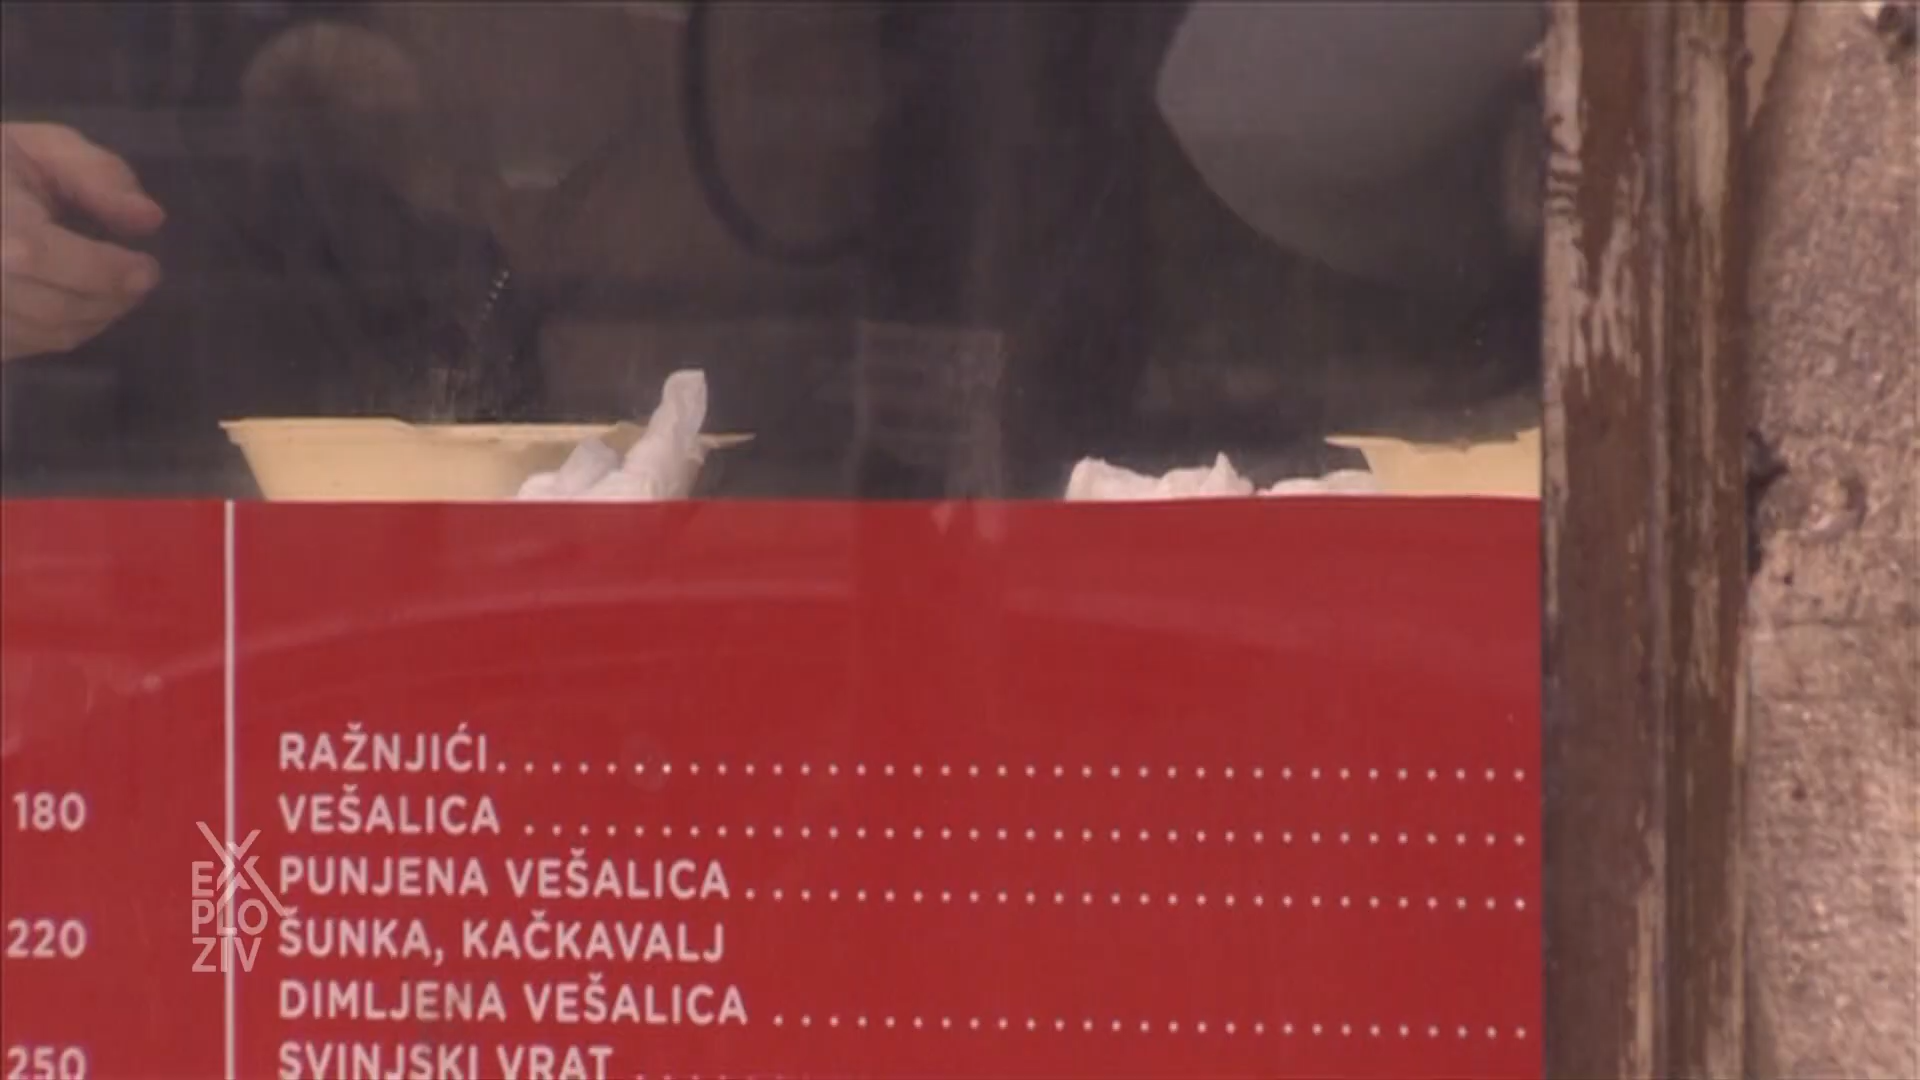 RAŽNJIĆI
180
VEŠALICA
PUNJENA VEŠALICA
220
ŠUNKA, KAČKAVALJ
DIMLJENA VEŠALICA
250
SVINJSKI VRAT
EX
PLO
ZIV